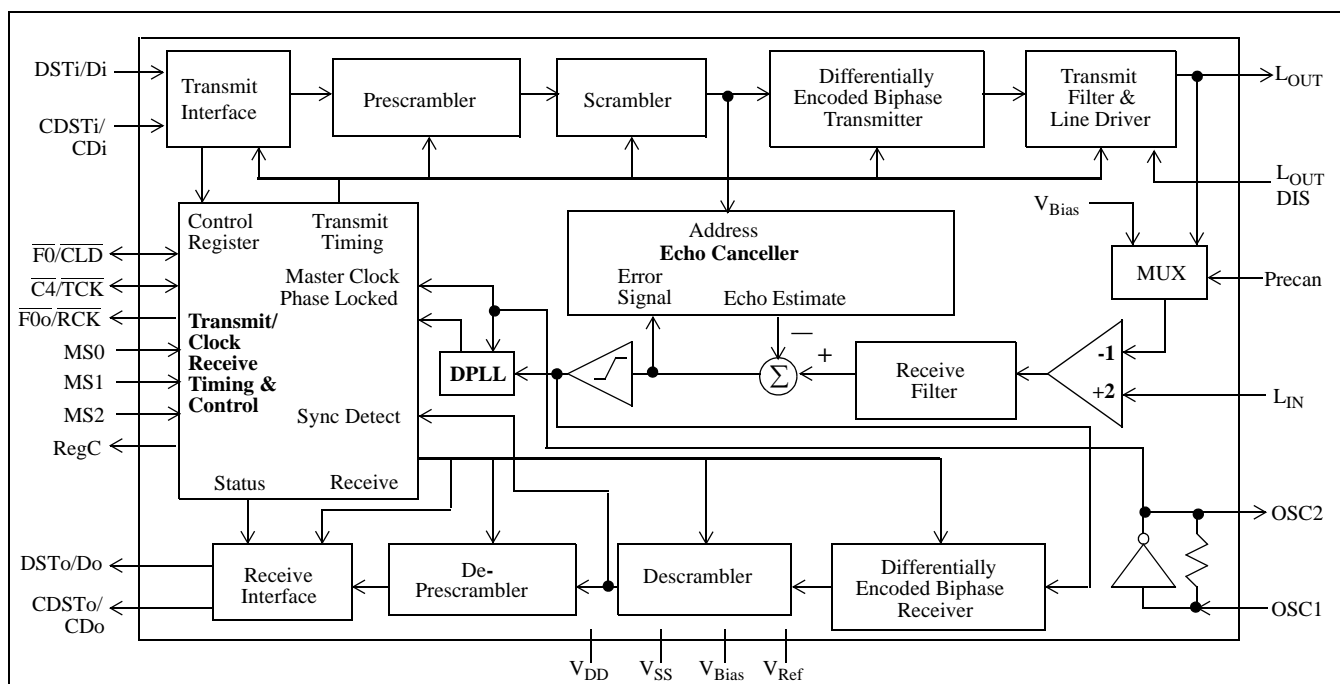 DSTi/Di
CDSTi/
CDi
Transmit
Interface
Prescrambler
Scrambler
Differentially
Encoded Biphase
Transmitter
Transmit
Filter &
Line Driver
LOUT
LOUT
DIS
VBias
MUX
Precan
Control
Register
Transmit
Timing
Master Clock
Phase Locked
Transmit/
Clock
Receive
Timing &
Control
Sync Detect
Status
Receive
F0/CLD
C4/TCK
F0o/RCK
MS0
MS1
MS2
RegC
Address
Echo Canceller
Error
Signal
Echo Estimate
DPLL
—
+
Σ
Receive
Filter
-1
+2
LIN
OSC2
OSC1
DSTo/Do
CDSTo/
CDo
Receive
Interface
De-
Prescrambler
Descrambler
Differentially
Encoded Biphase
Receiver
VDD
VSS
VBias
VRef